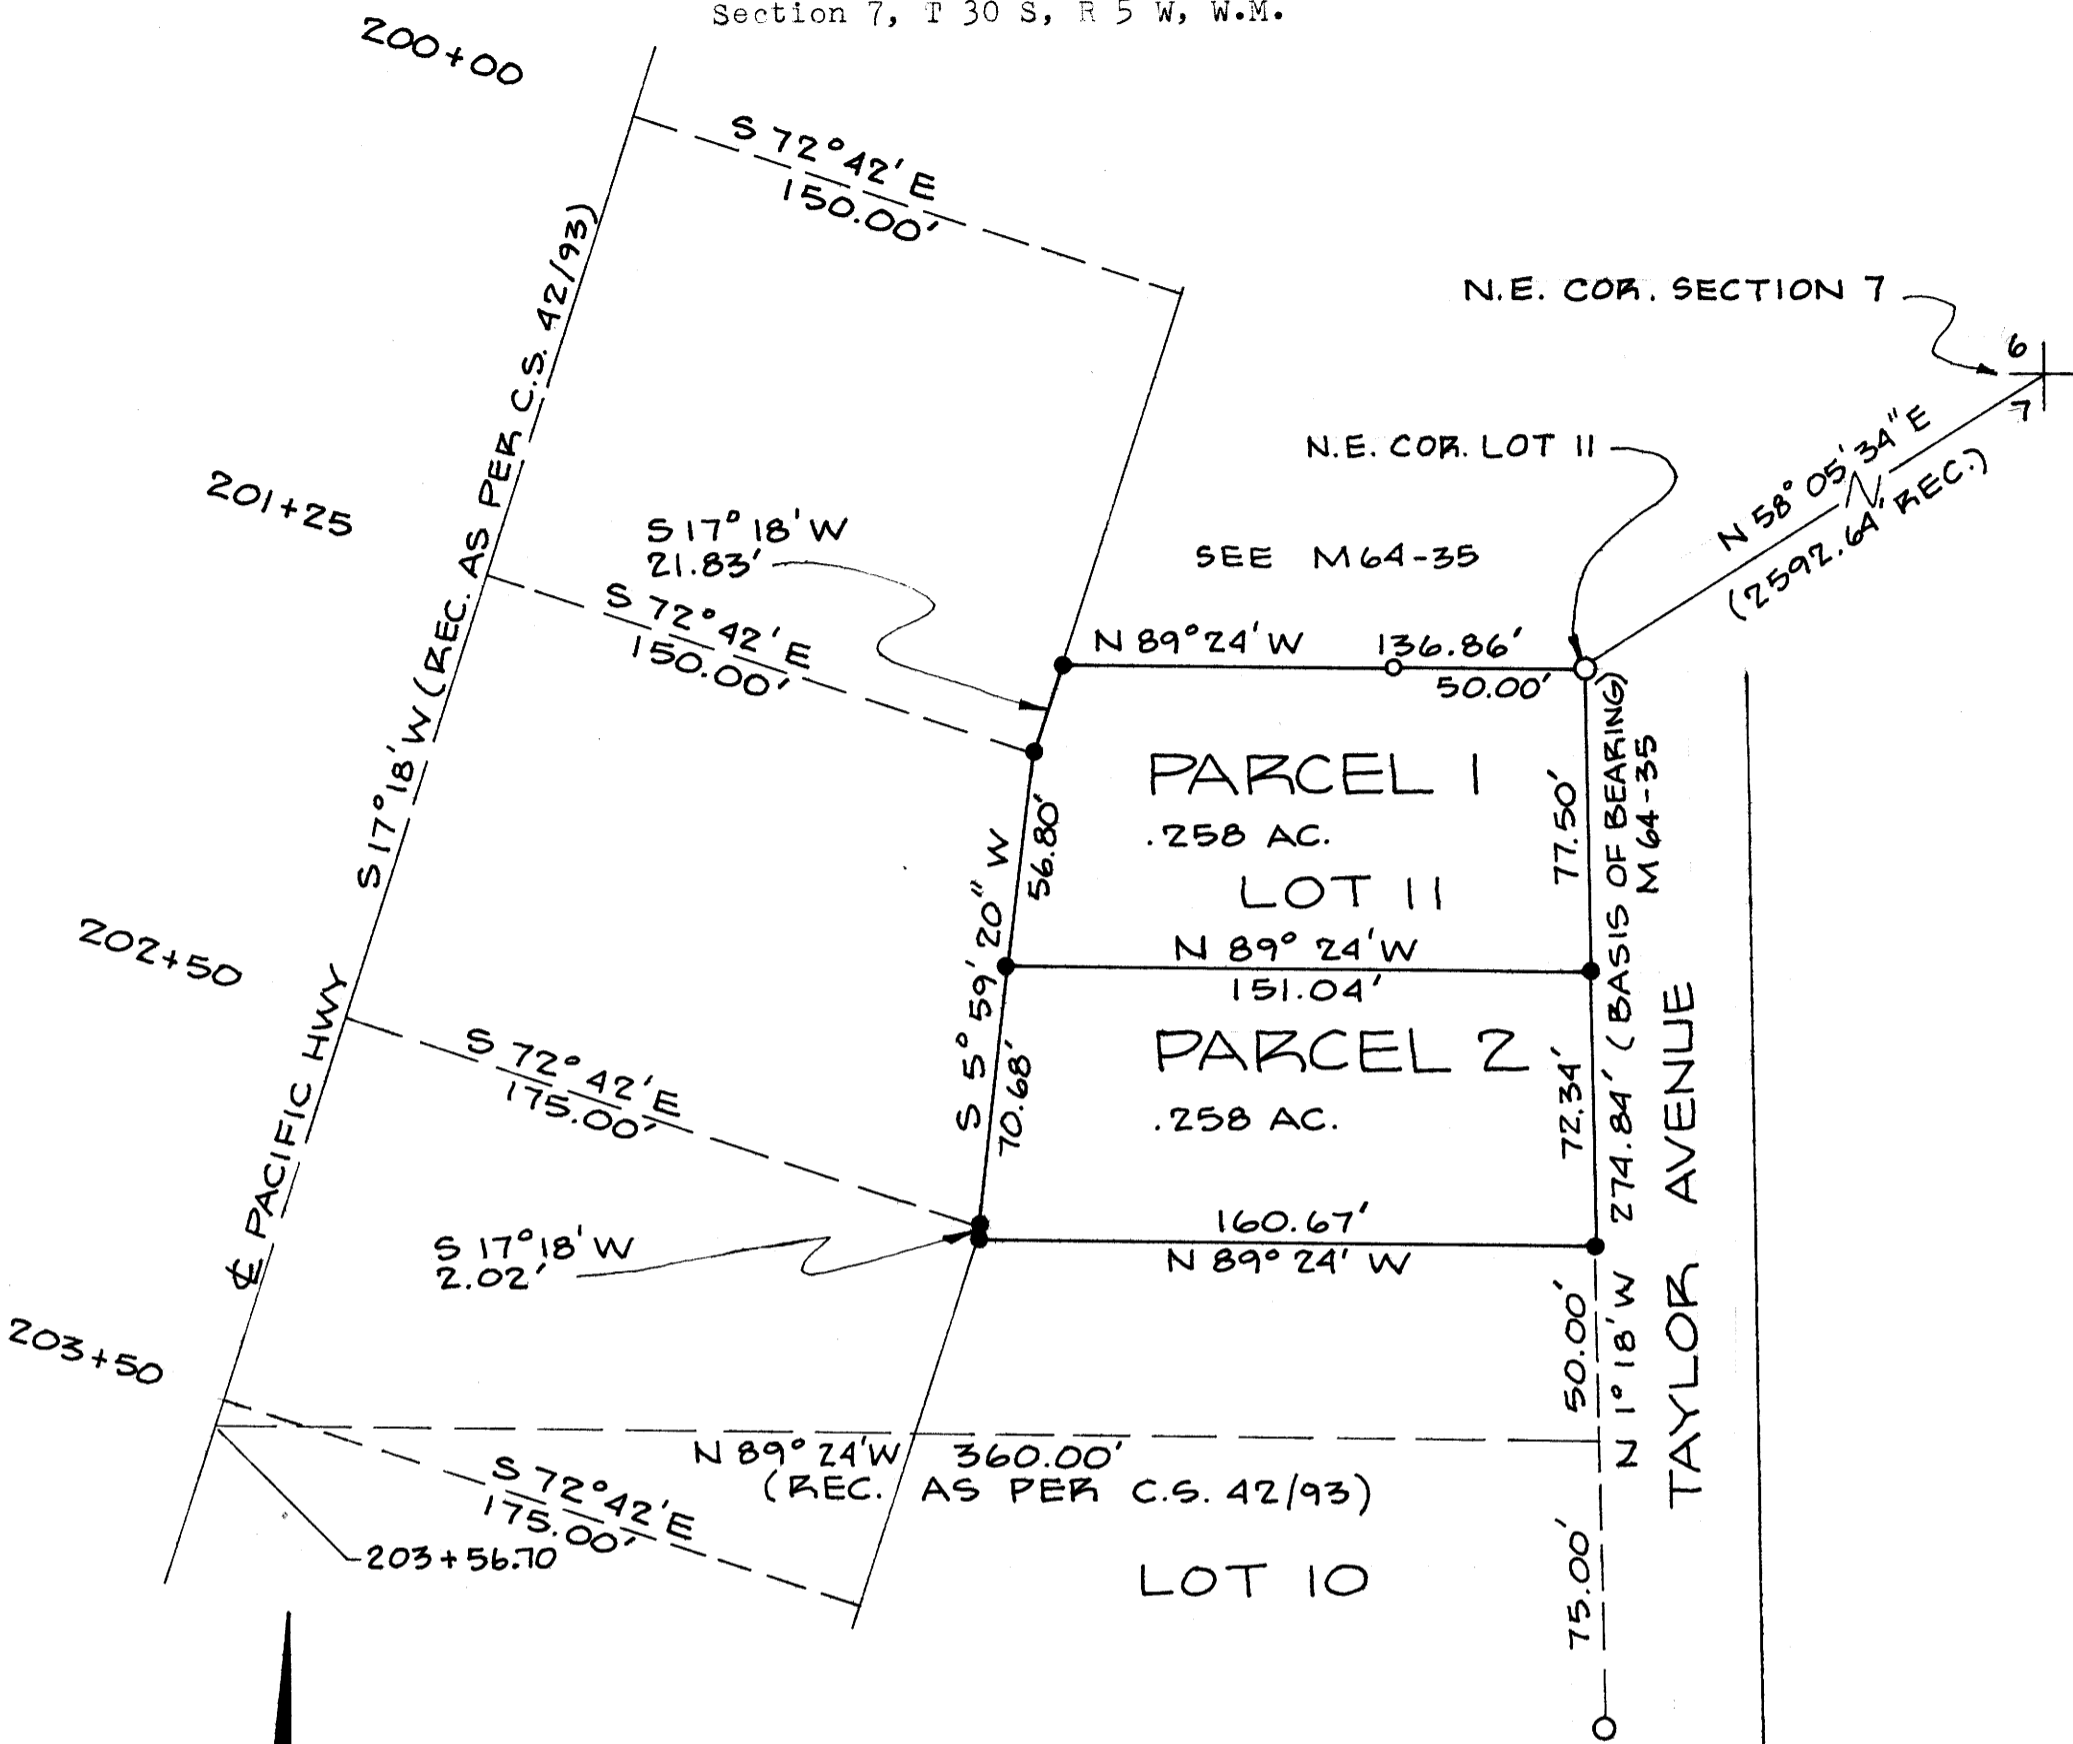 Section 7, T 30 S, R 5 W, W.M.
200+00
S 72°42'E
150.00'
N.E. COR. SECTION 7
6
7
N.E. COR. LOT 11
N 58° 05' 34" E
(2592.64' REC.)
201+25
S 17° 18' W
21.83'
SEE M64-35
S 72°42'E
150.00'
N 89°24'W 136.86'
50.00'
S 17° 18' W (REC. AS PER C.S. 42/93)
PARCEL 1
.258 AC.
LOT 11
56.80'
77.50'
M64-35
N 89° 24'W
151.04'
202+50
S 5° 59' 20" W
S 72° 42'E
175.00'
PARCEL 2
.258 AC.
70.68'
72.34'
274.84' (BASIS OF BEARING)
TAYLOR AVENUE
℄ PACIFIC HWY
S 17°18' W
2.02'
160.67'
N 89° 24' W
203+50
50.00'
N 1° 18' W
N 89° 24'W 360.00'
(REC. AS PER C.S. 42/93)
S 72°42'E
175.00'
203+56.70
LOT 10
75.00'